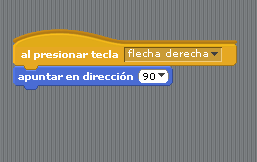 al presionar tecla flecha derecha
apuntar en dirección 90